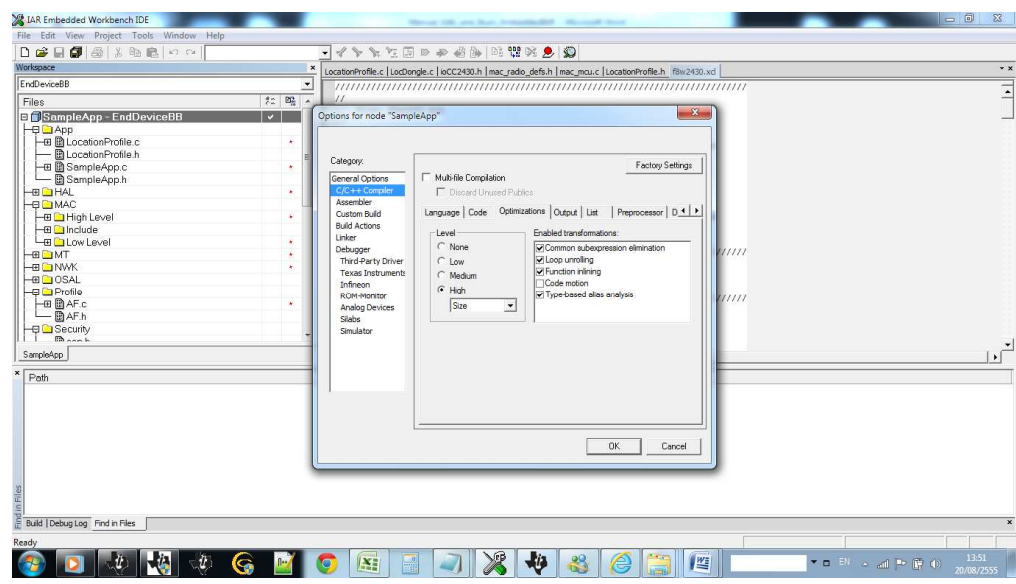 IAR Embedded Workbench IDE
File Edit View Project Tools Window Help
Workspace
EndDeviceBB
Files
SampleApp - EndDeviceBB
App
LocationProfile.c
LocationProfile.h
SampleApp.c
SampleApp.h
HAL
MAC
High Level
Include
Low Level
MT
NWK
OSAL
Profile
AF.c
AF.h
Security
SampleApp
LocationProfile.c | LocDongle.c | ioCC2430.h | mac_radio_defs.h | mac_mcu.c | LocationProfile.h | f8w2430.xcl
//
Options for node "SampleApp"
Category:
Factory Settings
General Options
C/C++ Compiler
Assembler
Custom Build
Build Actions
Linker
Debugger
Third-Party Driver
Texas Instruments
Infineon
ROM-Monitor
Analog Devices
Silabs
Simulator
Multi-file Compilation
Discard Unused Publics
Language | Code | Optimizations | Output | List | Preprocessor | D
Level
None
Low
Medium
High
Size
Enabled transformations:
Common subexpression elimination
Loop unrolling
Function inlining
Code motion
Type-based alias analysis
OK Cancel
Path
Find in Files
Build | Debug Log | Find in Files
Ready
EN
13:51
20/08/2555